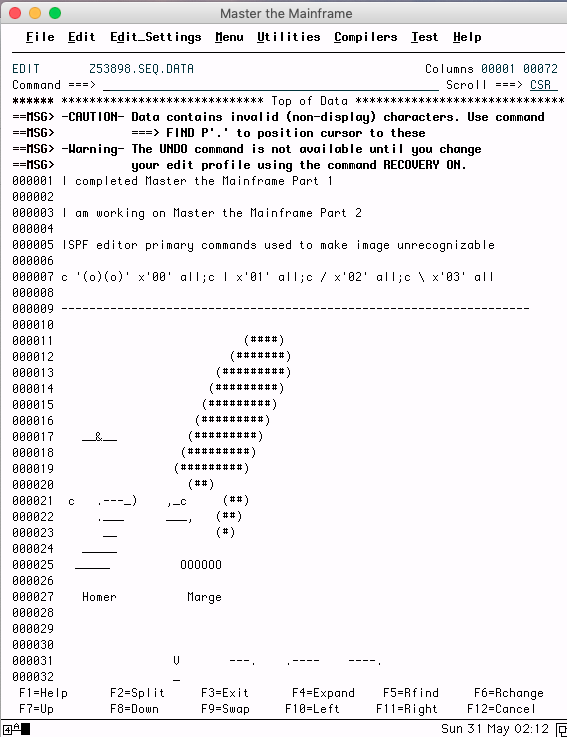 Master the Mainframe
File Edit Edit_Settings Menu Utilities Compilers Test Help
EDIT Z53898.SEQ.DATA Columns 00001 00072
Command ===> Scroll ===> CSR
****** **************************** Top of Data *****************************
==MSG> -CAUTION- Data contains invalid (non-display) characters. Use command
==MSG> ===> FIND P'.' to position cursor to these
==MSG> -Warning- The UNDO command is not available until you change
==MSG> your edit profile using the command RECOVERY ON.
000001 I completed Master the Mainframe Part 1
000002
000003 I am working on Master the Mainframe Part 2
000004
000005 ISPF editor primary commands used to make image unrecognizable
000006
000007 c '(o)(o)' x'00' all;c | x'01' all;c / x'02' all;c \ x'03' all
000008
000009 ------------------------------------------------------------------
000010
000011 (####)
000012 (#######)
000013 (#########)
000014 (#########)
000015 (#########)
000016 (#########)
000017 __&__ (#########)
000018 (#########)
000019 (#########)
000020 (##)
000021 c .---_) ,_c (##)
000022 .___ ___, (##)
000023 __ (#)
000024 _____
000025 _____ OOOOOO
000026
000027 Homer Marge
000028
000029
000030
000031 V ---. .---- ----.
000032 _
F1=Help F2=Split F3=Exit F4=Expand F5=Rfind F6=Rchange
F7=Up F8=Down F9=Swap F10=Left F11=Right F12=Cancel
4 A Sun 31 May 02:12